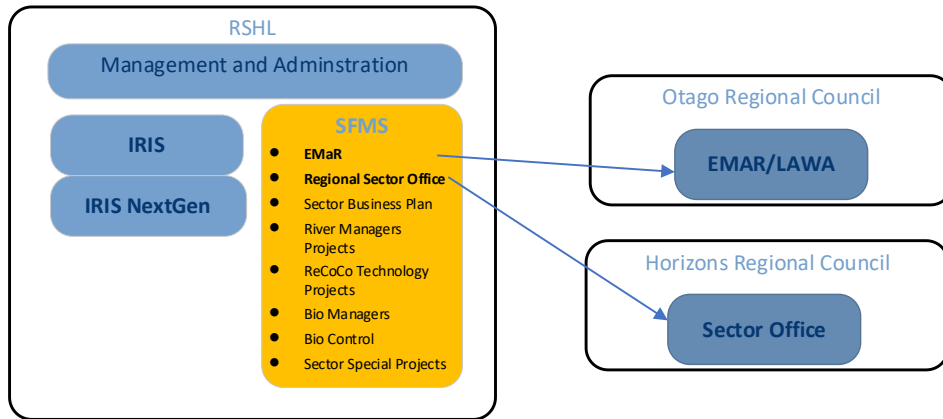 RSHL
Management and Adminstration
IRIS
IRIS NextGen
SFMS
● EMaR
● Regional Sector Office
● Sector Business Plan
● River Managers
Projects
● ReCoCo Technology
Projects
● Bio Managers
● Bio Control
● Sector Special Projects
Otago Regional Council
EMAR/LAWA
Horizons Regional Council
Sector Office